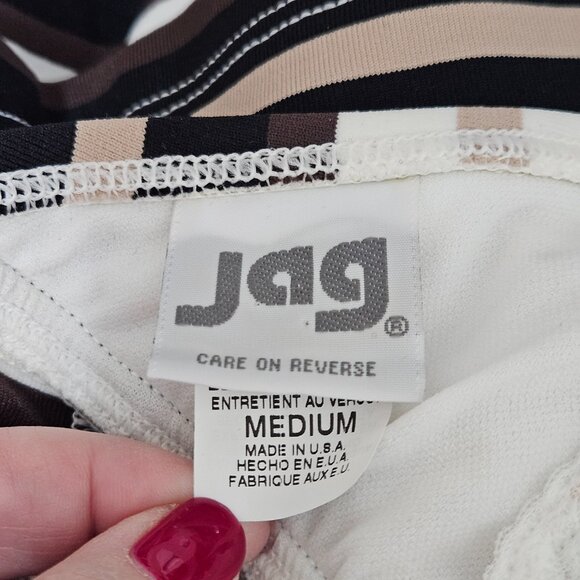 Jag®
CARE ON REVERSE
ENTRETIENT AU
MEDIUM
MADE IN U.S.A.
HECHO EN E.U.A.
FABRIQUE AUX E.U.